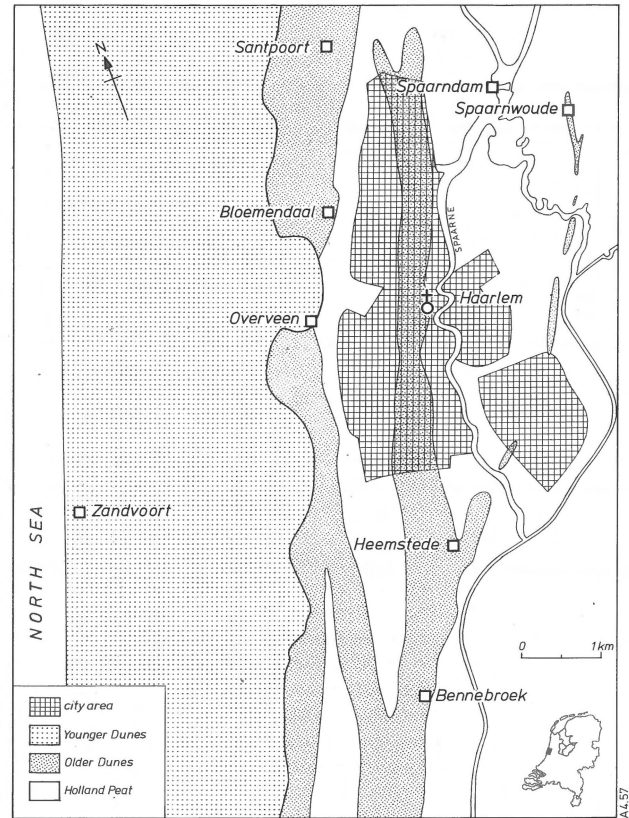 N
Santpoort
Spaarndam
Spaarnwoude
Bloemendaal
SPAARNE
Haarlem
Overveen
Zandvoort
NORTH SEA
Heemstede
0 1km
Bennebroek
city area
Younger Dunes
Older Dunes
Holland Peat
A4.57